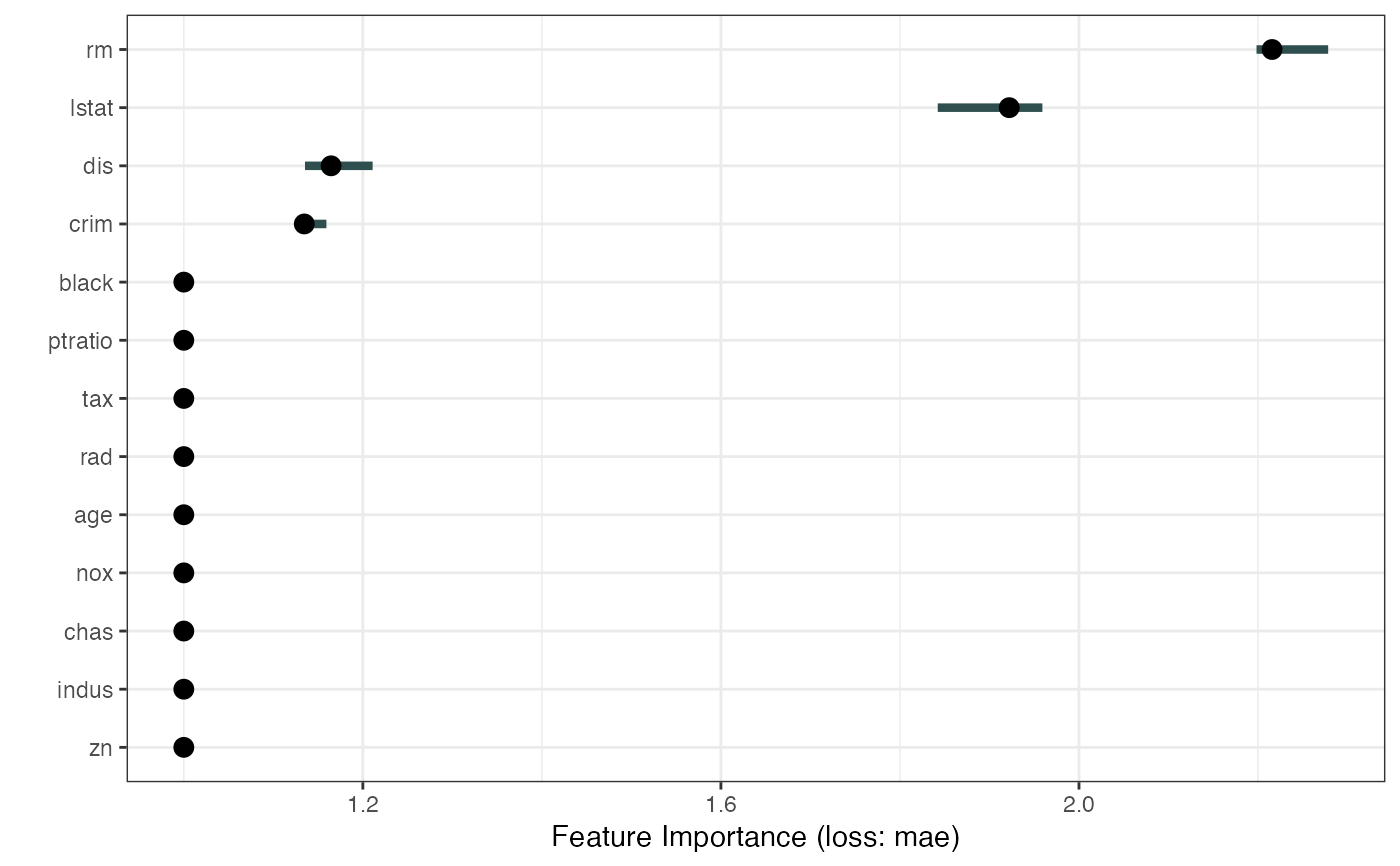 rm
lstat
dis
crim
black
ptratio
tax
rad
age
nox
chas
indus
zn
1.2 1.6 2.0
Feature Importance (loss: mae)